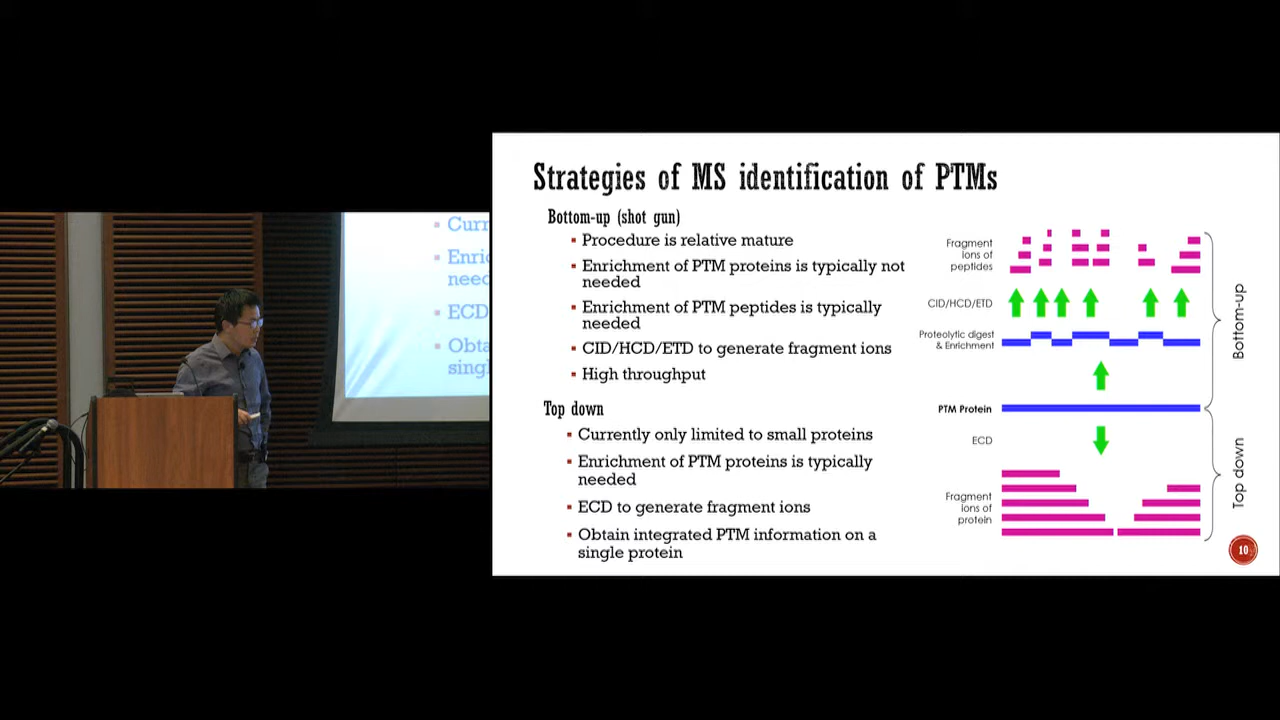 Curr
Enri
need
ECD
Obta
sing
Strategies of MS identification of PTMs
Bottom-up (shot gun)
Procedure is relative mature
Enrichment of PTM proteins is typically not
needed
Enrichment of PTM peptides is typically
needed
CID/HCD/ETD to generate fragment ions
High throughput
Top down
Currently only limited to small proteins
Enrichment of PTM proteins is typically
needed
ECD to generate fragment ions
Obtain integrated PTM information on a
single protein
Fragment
ions of
peptides
CID/HCD/ETD
Proteolytic digest
& Enrichment
PTM Protein
ECD
Fragment
ions of
protein
Bottom-up
Top down
10